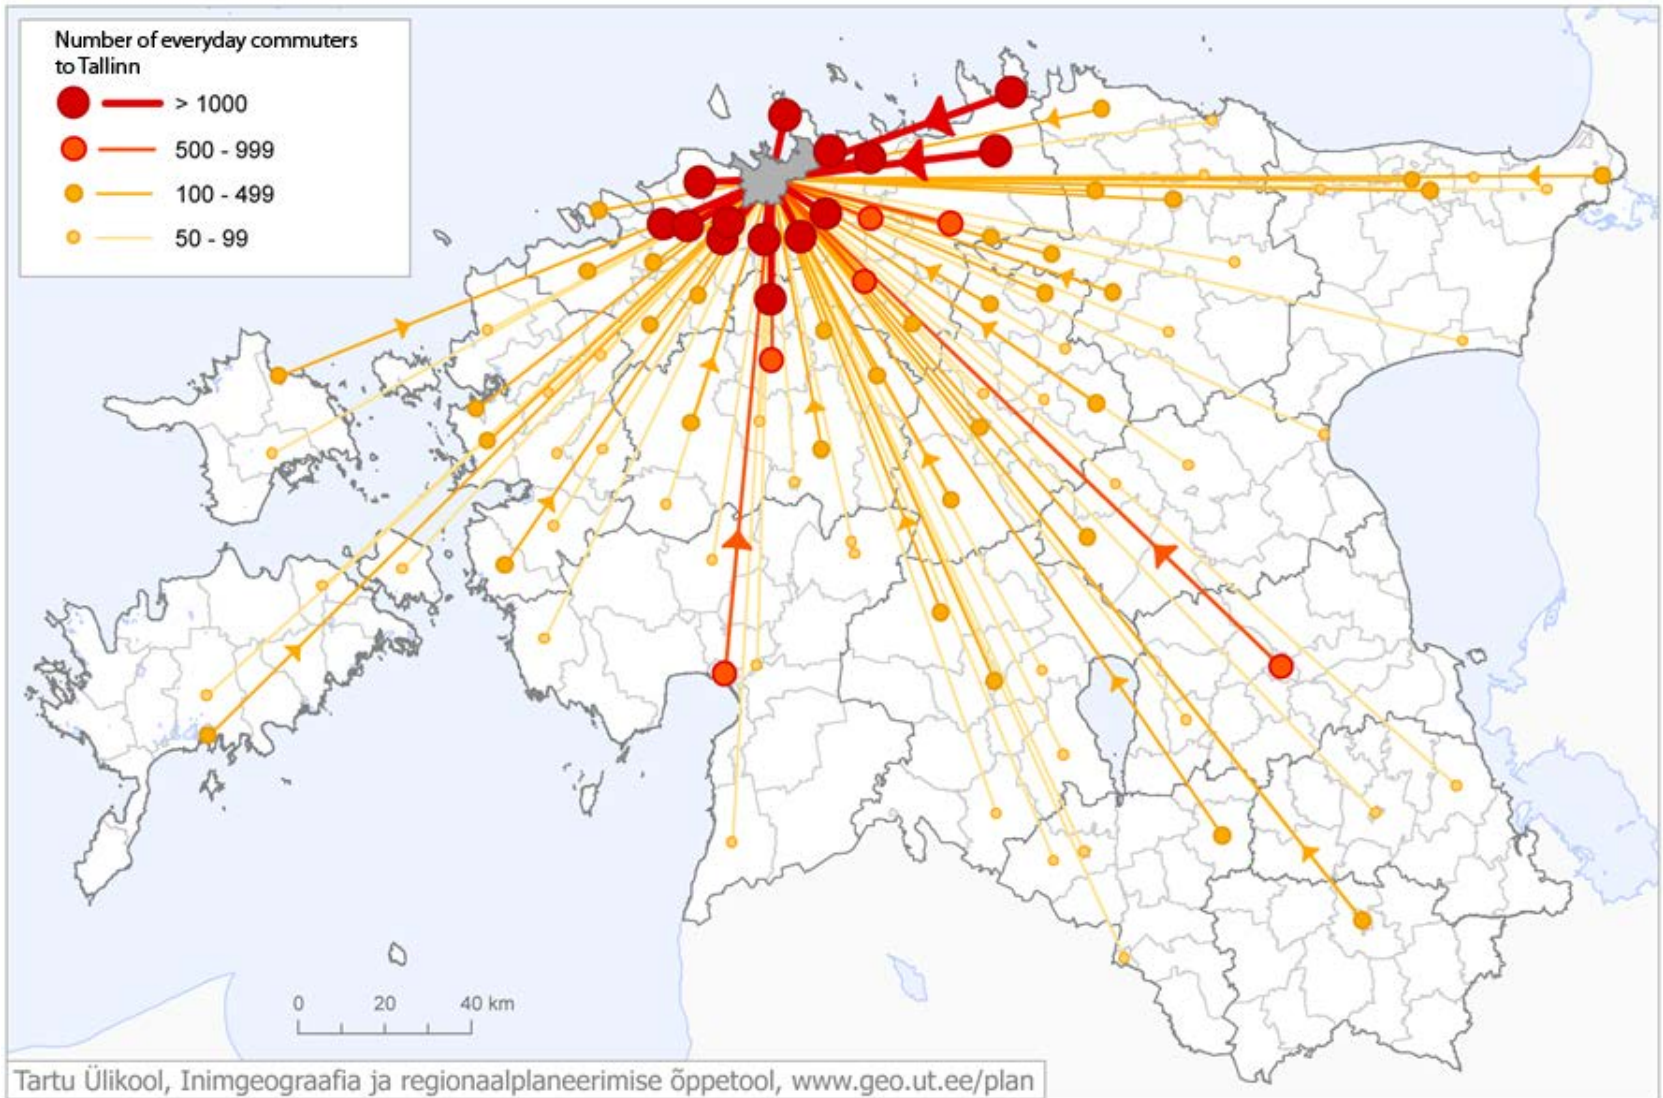 Number of everyday commuters
to Tallinn
> 1000
500 - 999
100 - 499
50 - 99
0 20 40 km
Tartu Ülikool, Inimgeograafia ja regionaalplaneerimise õppetool, www.geo.ut.ee/plan